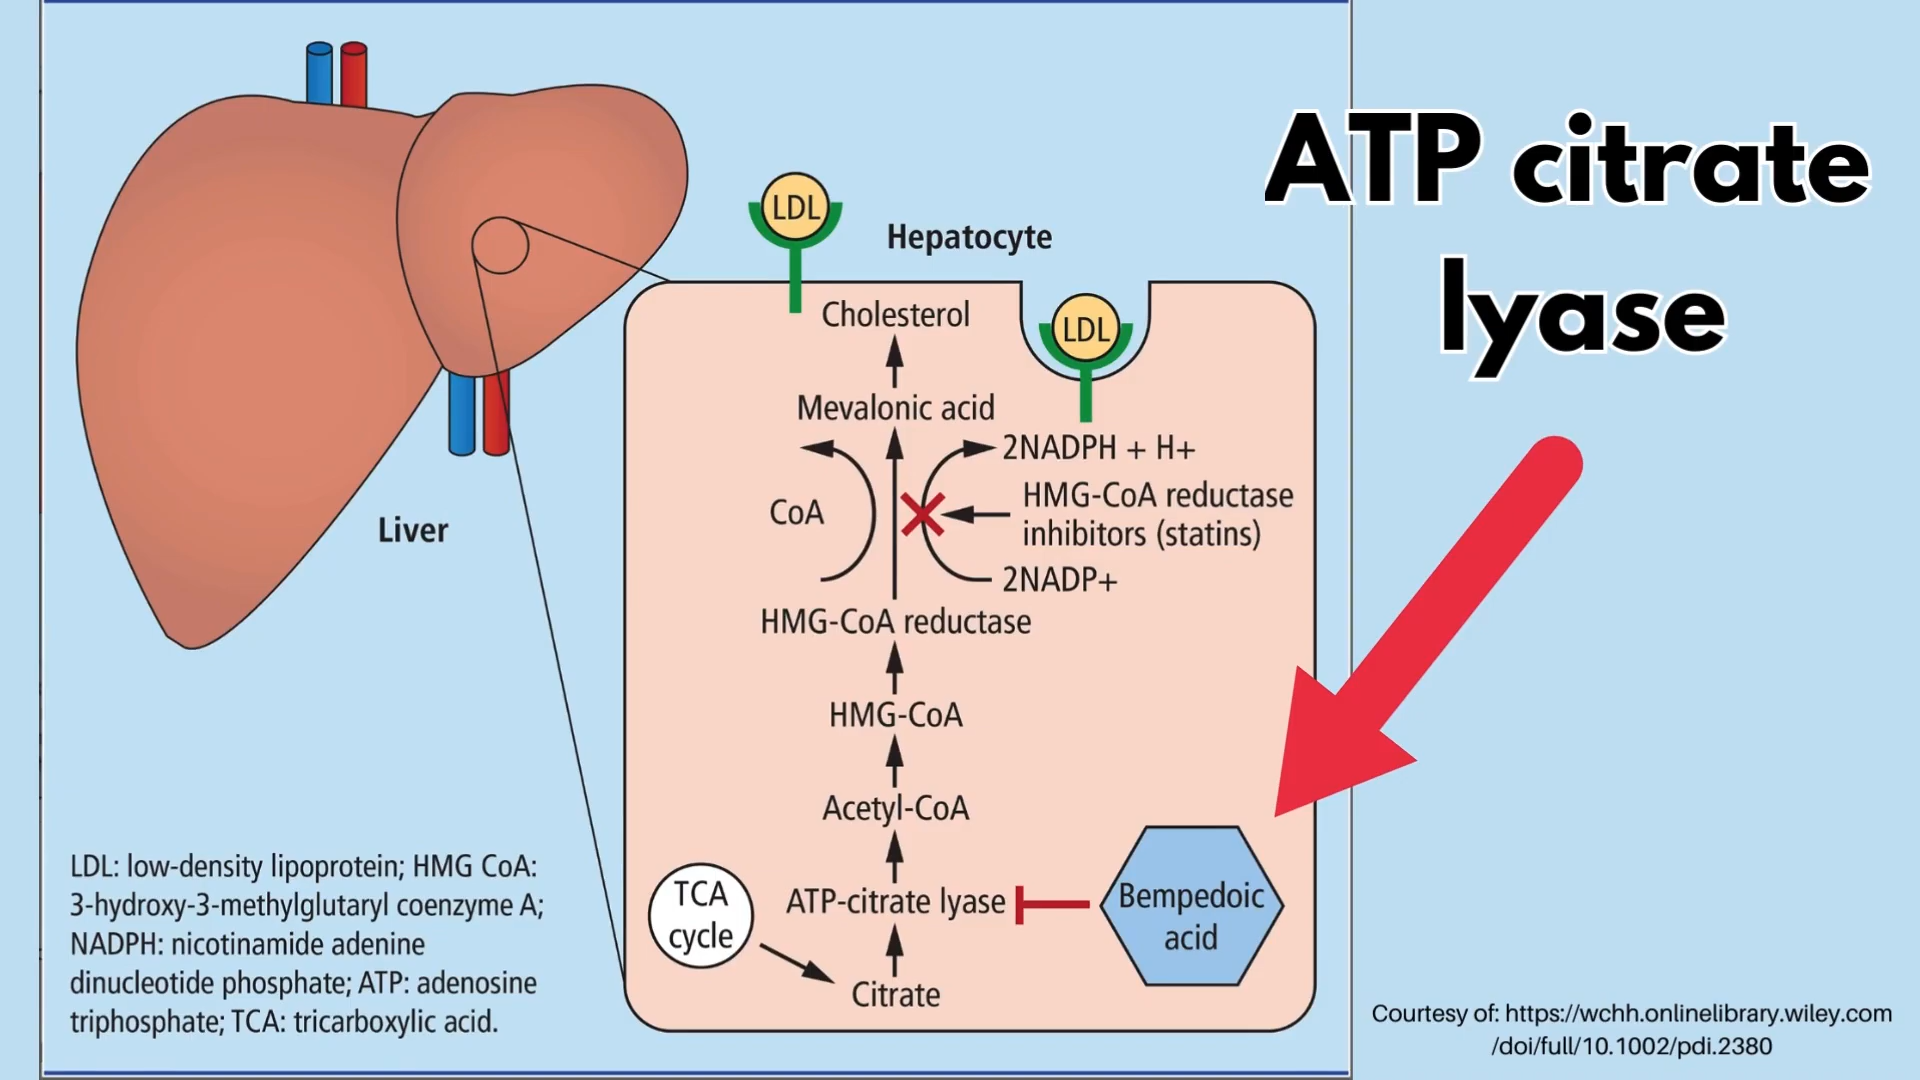 ATP citrate
lyase
LDL
Hepatocyte
Cholesterol
LDL
Mevalonic acid
2NADPH + H+
CoA
HMG-CoA reductase
inhibitors (statins)
2NADP+
Liver
HMG-CoA reductase
HMG-CoA
Acetyl-CoA
TCA
cycle
ATP-citrate lyase
Bempedoic
acid
Citrate
LDL: low-density lipoprotein; HMG CoA:
3-hydroxy-3-methylglutaryl coenzyme A;
NADPH: nicotinamide adenine
dinucleotide phosphate; ATP: adenosine
triphosphate; TCA: tricarboxylic acid.
Courtesy of: https://wchh.onlinelibrary.wiley.com
/doi/full/10.1002/pdi.2380